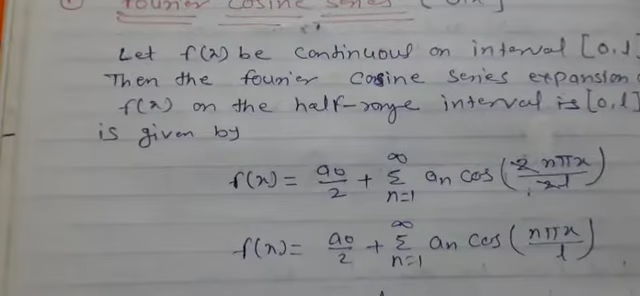 ① fourier cosine series
Let f(x) be continuous on interval [0,l]
Then the fourier cosine series expansion
f(x) on the half-range interval is [0,l]
is given by
f(x) = a0/2 + ∞ Σ n=1 an cos (2nπx/2l)
f(x) = a0/2 + ∞ Σ n=1 an cos (nπx/l)